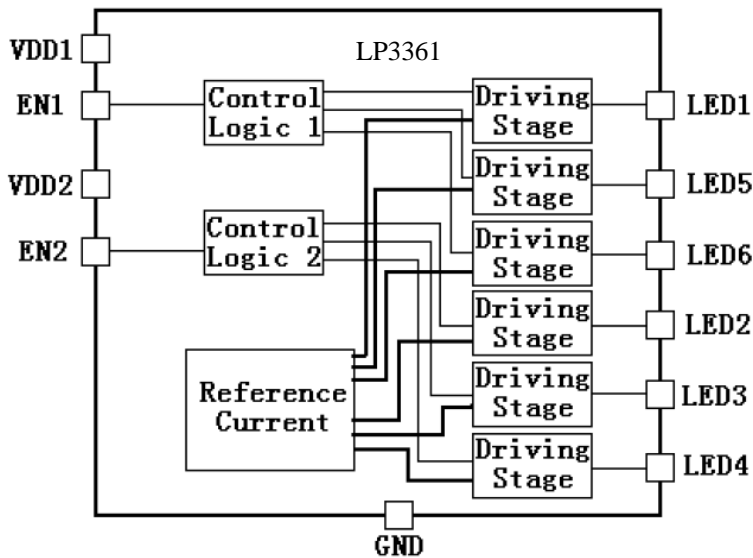 LP3361
VDD1
EN1
VDD2
EN2
Control
Logic 1
Control
Logic 2
Reference
Current
Driving
Stage
Driving
Stage
Driving
Stage
Driving
Stage
Driving
Stage
Driving
Stage
LED1
LED5
LED6
LED2
LED3
LED4
GND